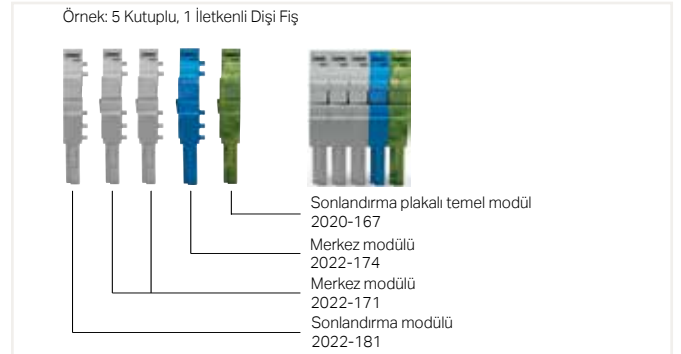 Örnek: 5 Kutuplu, 1 İletkenli Dişi Fiş
Sonlandırma plakalı temel modül
2020-167
Merkez modülü
2022-174
Merkez modülü
2022-171
Sonlandırma modülü
2022-181